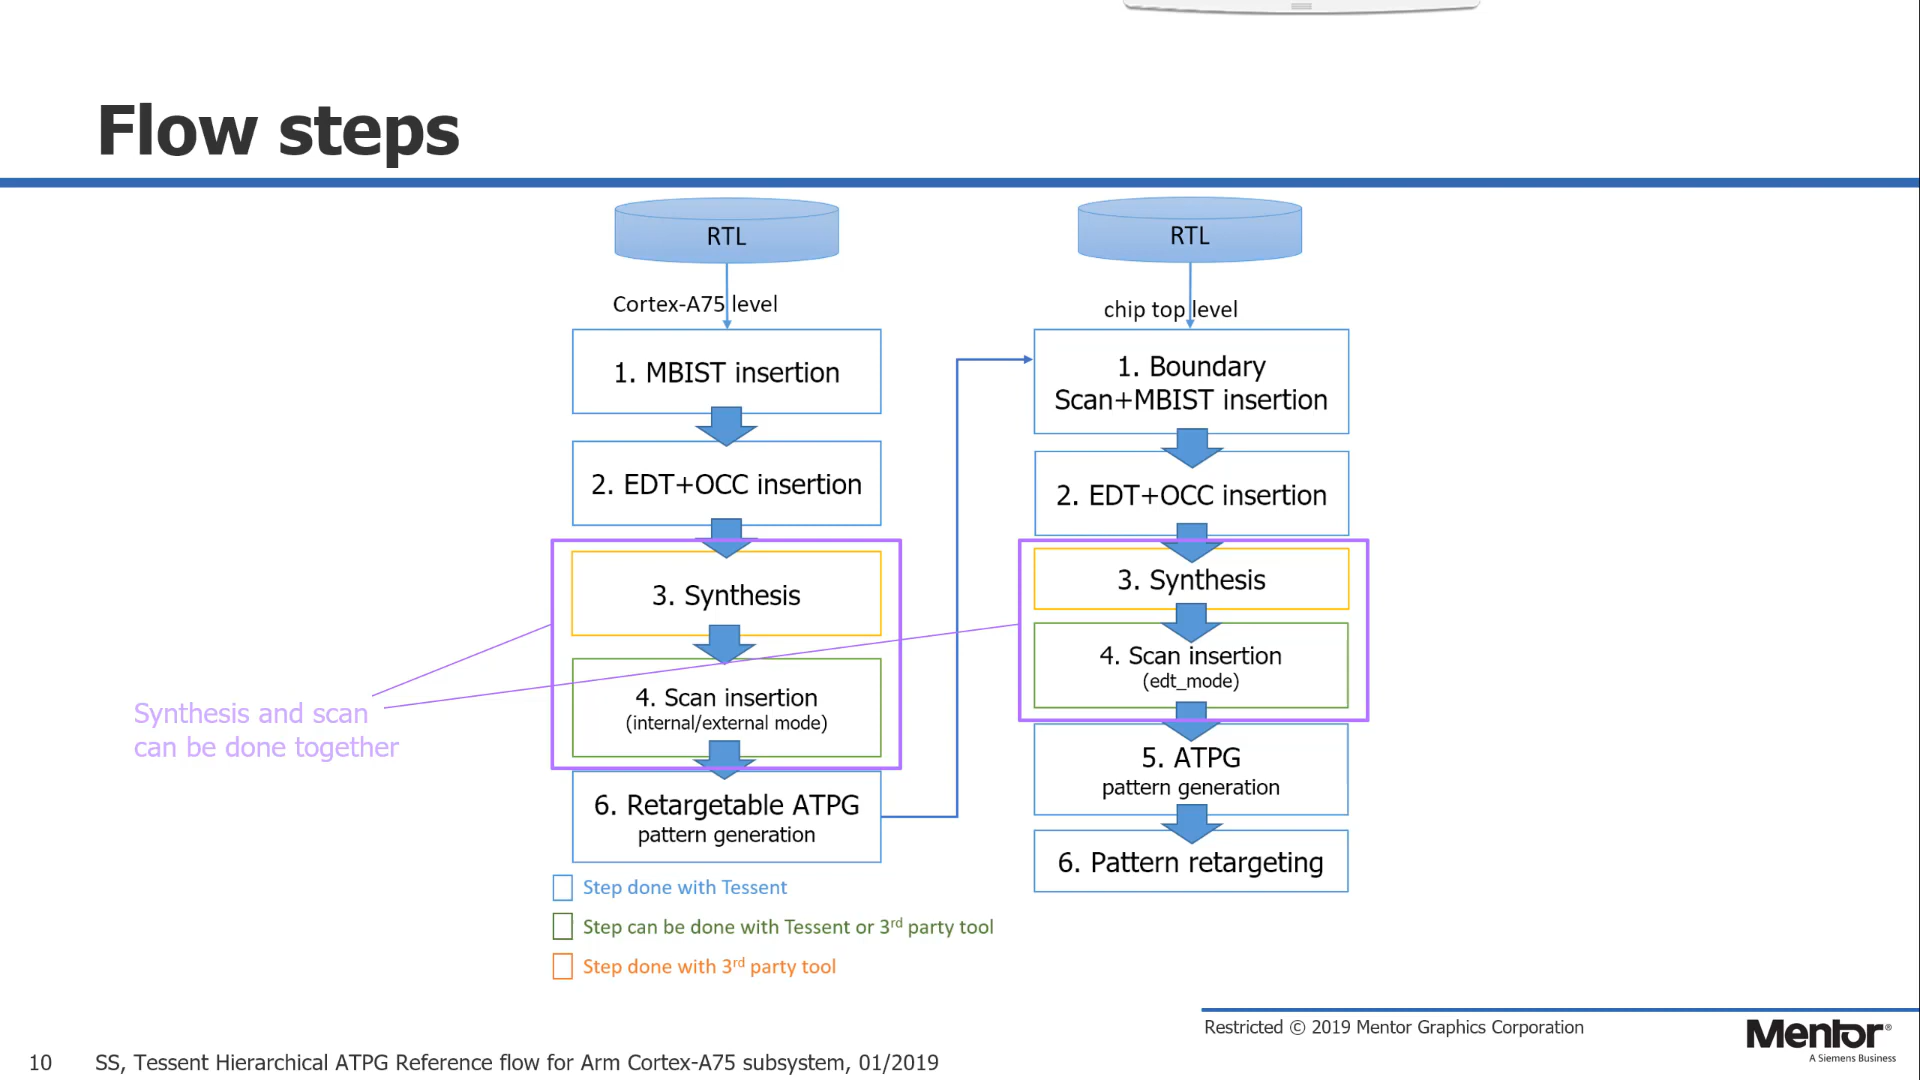 Flow steps
RTL
Cortex-A75 level
1. MBIST insertion
2. EDT+OCC insertion
3. Synthesis
4. Scan insertion
(internal/external mode)
6. Retargetable ATPG
pattern generation
RTL
chip top level
1. Boundary
Scan+MBIST insertion
2. EDT+OCC insertion
3. Synthesis
4. Scan insertion
(edt_mode)
5. ATPG
pattern generation
6. Pattern retargeting
Synthesis and scan
can be done together
Step done with Tessent
Step can be done with Tessent or 3rd party tool
Step done with 3rd party tool
Restricted © 2019 Mentor Graphics Corporation
Mentor®
A Siemens Business
10 SS, Tessent Hierarchical ATPG Reference flow for Arm Cortex-A75 subsystem, 01/2019